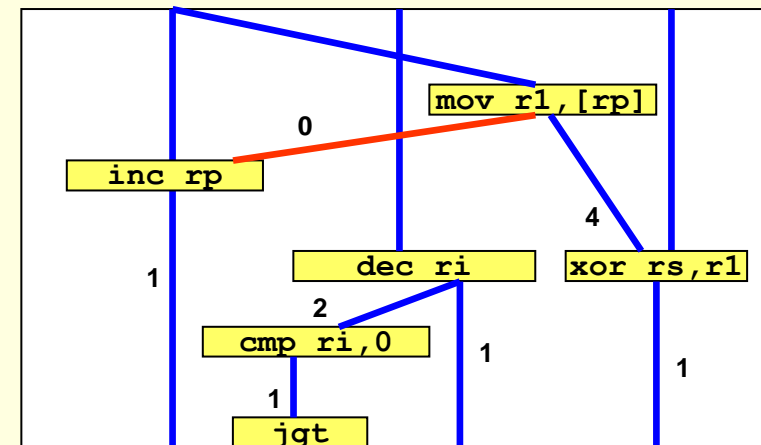 mov r1,[rp]
0
inc rp
4
1
dec ri
xor rs,r1
2
cmp ri,0
1
1
1
jgt